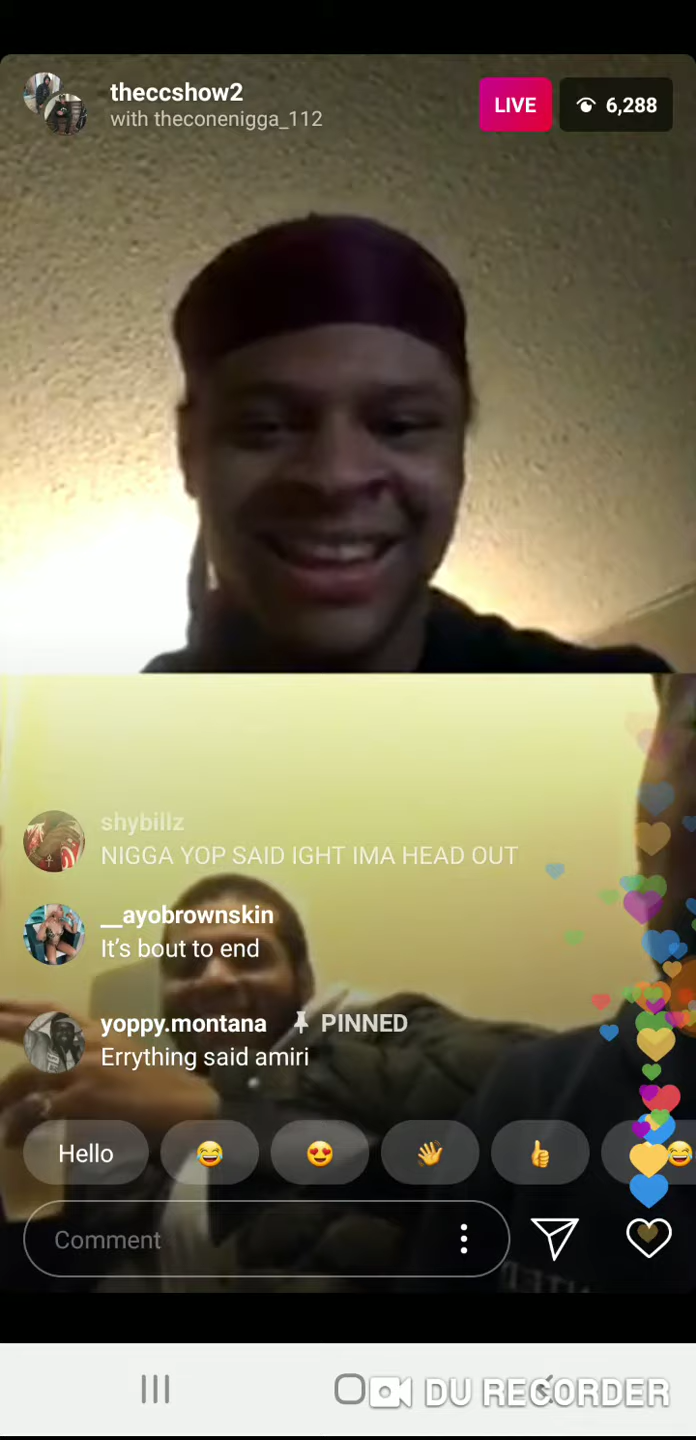 theccshow2
with theconenigga_112
LIVE
6,288
shybillz
NIGGA YOP SAID IGHT IMA HEAD OUT
__ayobrownskin
It’s bout to end
yoppy.montana PINNED
Errything said amiri
Hello
Comment
DU RECORDER